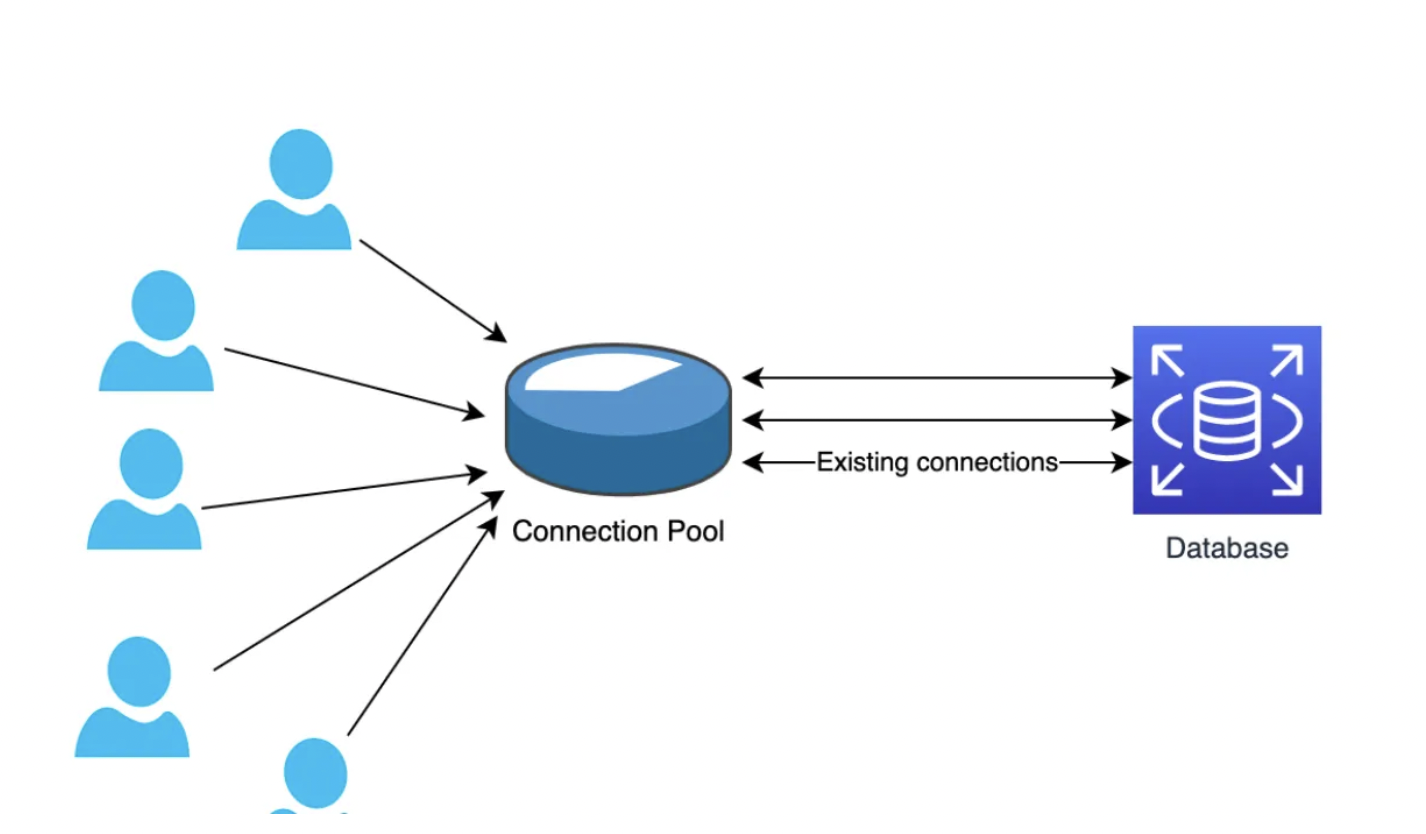 Existing connections
Connection Pool
Database